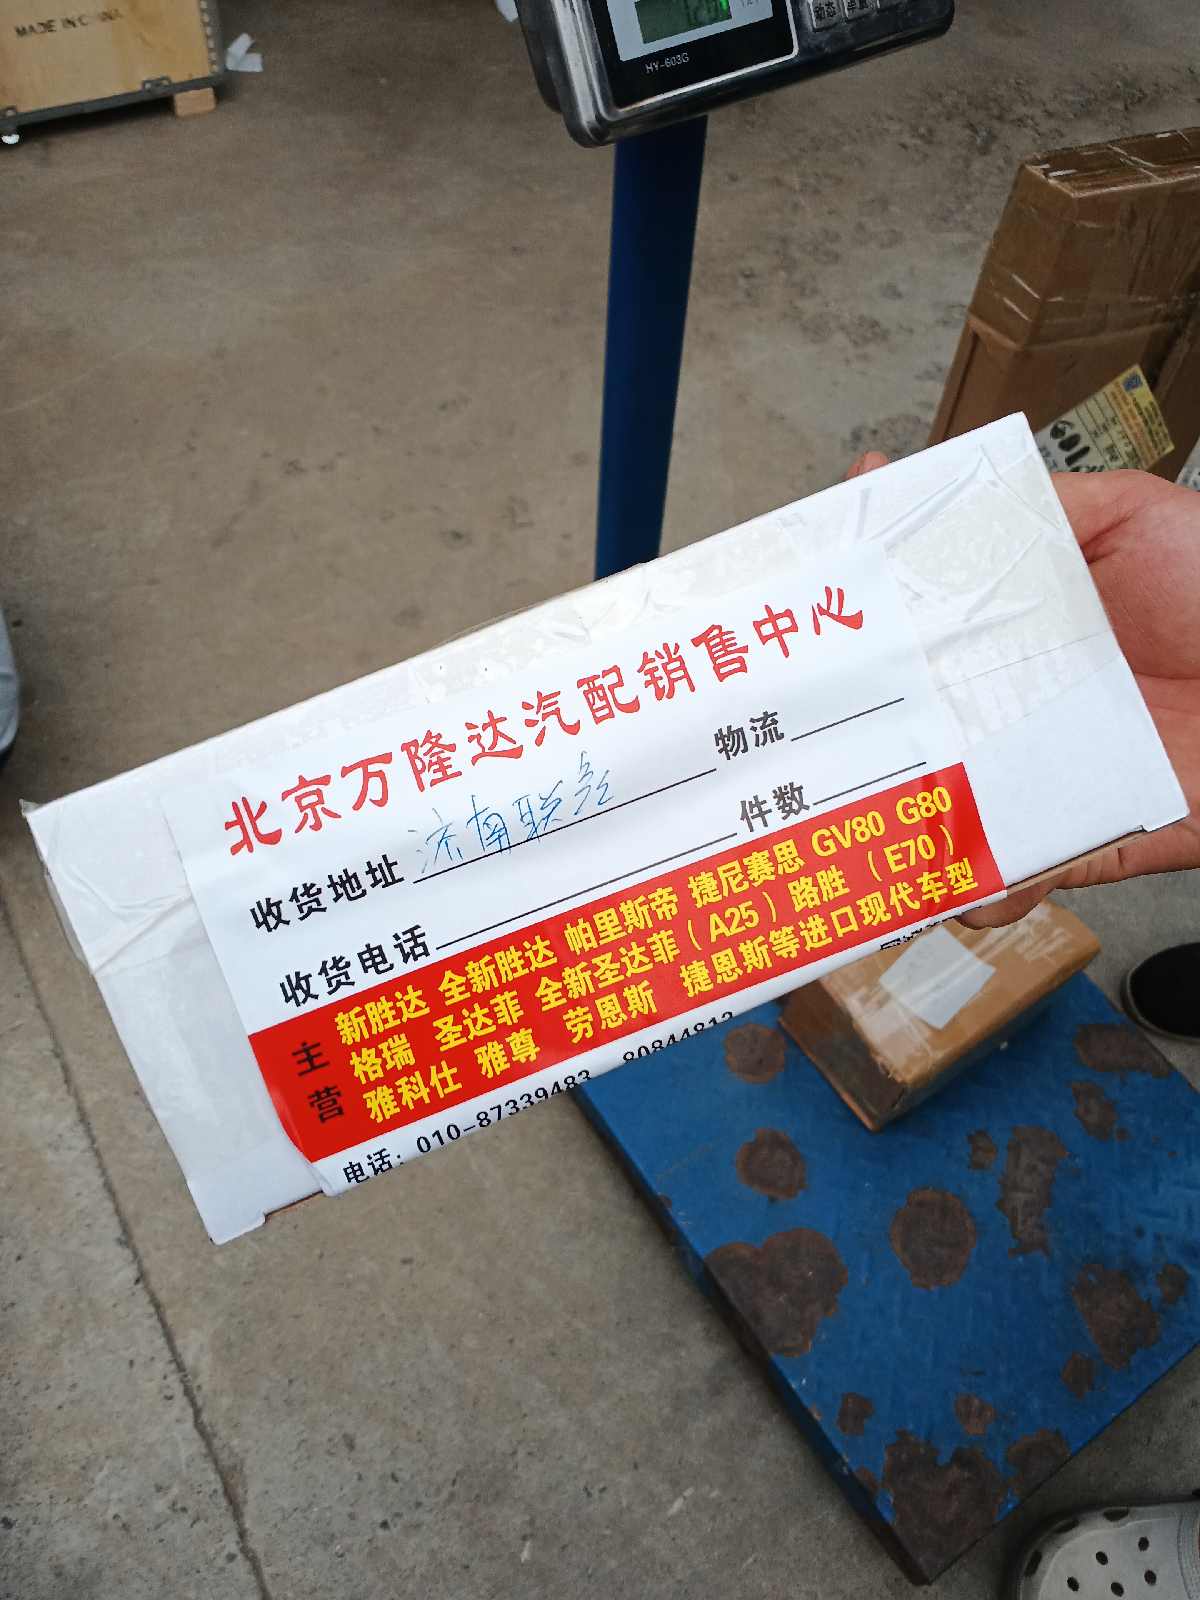 MADE IN CHINA
HY-603G
北京万隆达汽配销售中心
收货地址 济南联众 物流
收货电话 件数
主营
新胜达 全新胜达 帕里斯帝 捷尼赛思 GV80 G80
格瑞 圣达菲 全新圣达菲（A25）路胜（E70）
雅科仕 雅尊 劳恩斯 捷恩斯等进口现代车型
电话：010-87339483 80844812